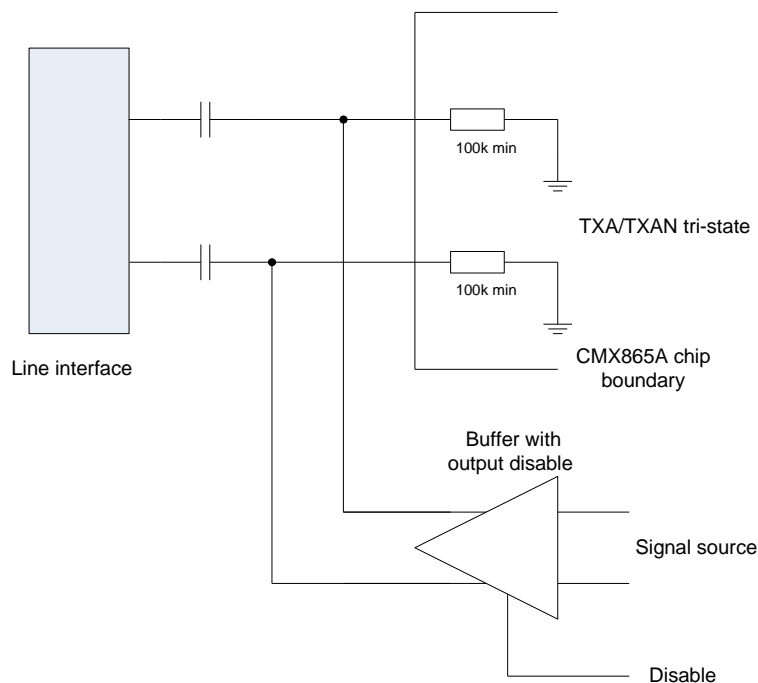 100k min
TXA/TXAN tri-state
100k min
Line interface
CMX865A chip
boundary
Buffer with
output disable
Signal source
Disable